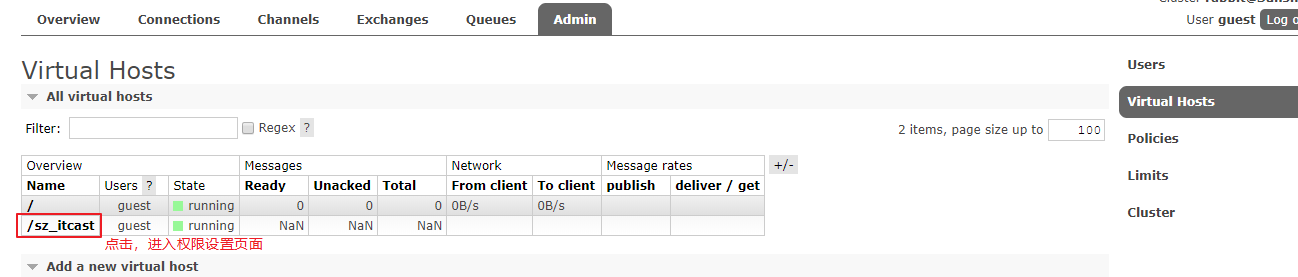 Overview Connections Channels Exchanges Queues Admin
User guest Log o
Virtual Hosts
All virtual hosts
Filter: Regex ? 2 items, page size up to 100
Overview Messages Network Message rates +/-
Name Users ? State Ready Unacked Total From client To client publish deliver / get
/ guest running 0 0 0 0B/s 0B/s
/sz_itcast guest running NaN NaN NaN
点击，进入权限设置页面
Add a new virtual host
Users
Virtual Hosts
Policies
Limits
Cluster